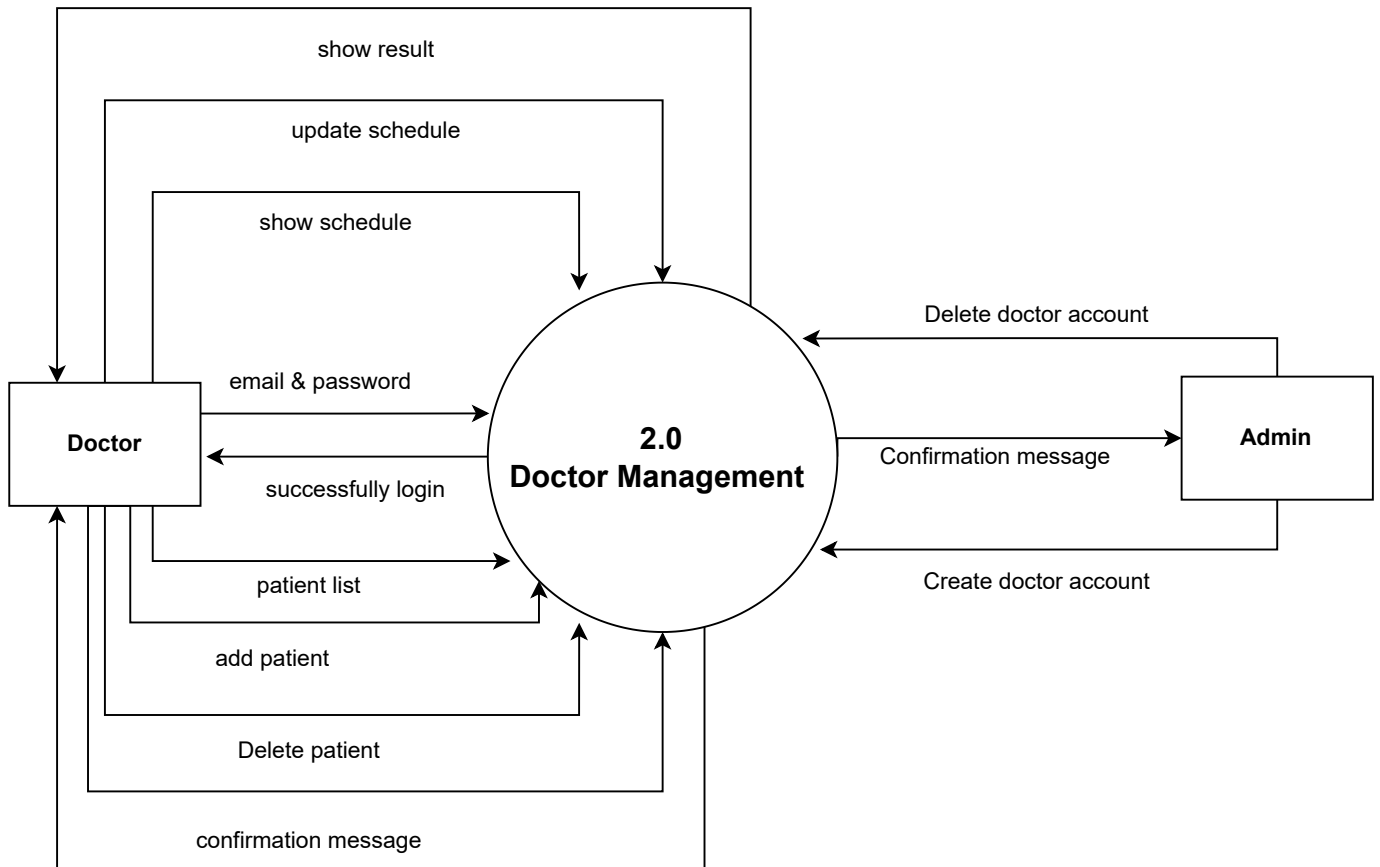 show result
update schedule
show schedule
Delete doctor account
email & password
Doctor
2.0
Doctor Management
Admin
Confirmation message
successfully login
patient list
Create doctor account
add patient
Delete patient
confirmation message